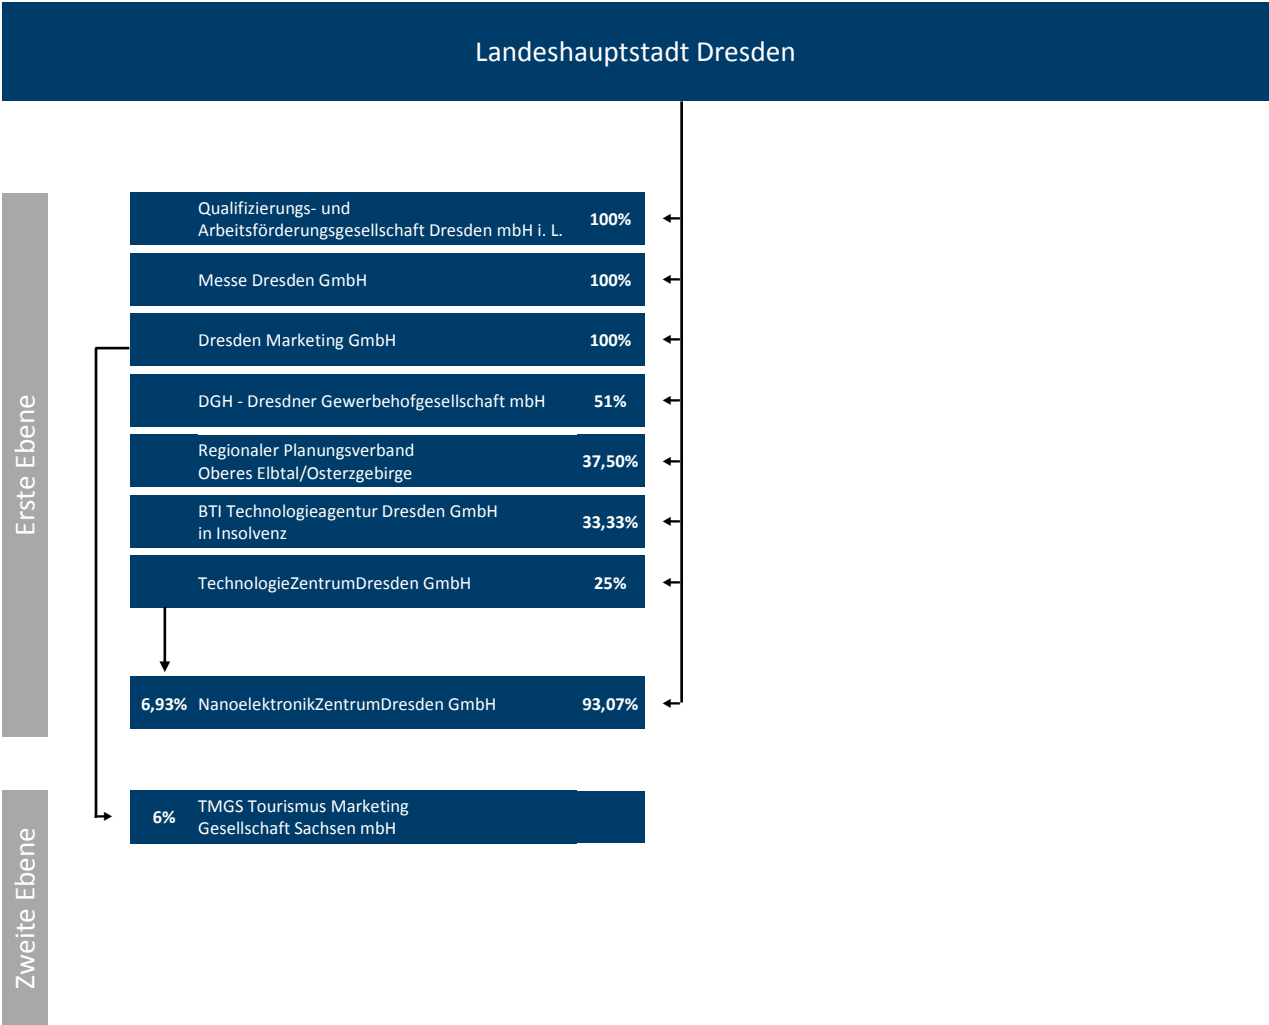 Landeshauptstadt Dresden
Erste Ebene
Qualifizierungs- und
Arbeitsförderungsgesellschaft Dresden mbH i. L.
100%
Messe Dresden GmbH
100%
Dresden Marketing GmbH
100%
DGH - Dresdner Gewerbehofgesellschaft mbH
51%
Regionaler Planungsverband
Oberes Elbtal/Osterzgebirge
37,50%
BTI Technologieagentur Dresden GmbH
in Insolvenz
33,33%
TechnologieZentrumDresden GmbH
25%
6,93%
NanoelektronikZentrumDresden GmbH
93,07%
Zweite Ebene
6%
TMGS Tourismus Marketing
Gesellschaft Sachsen mbH